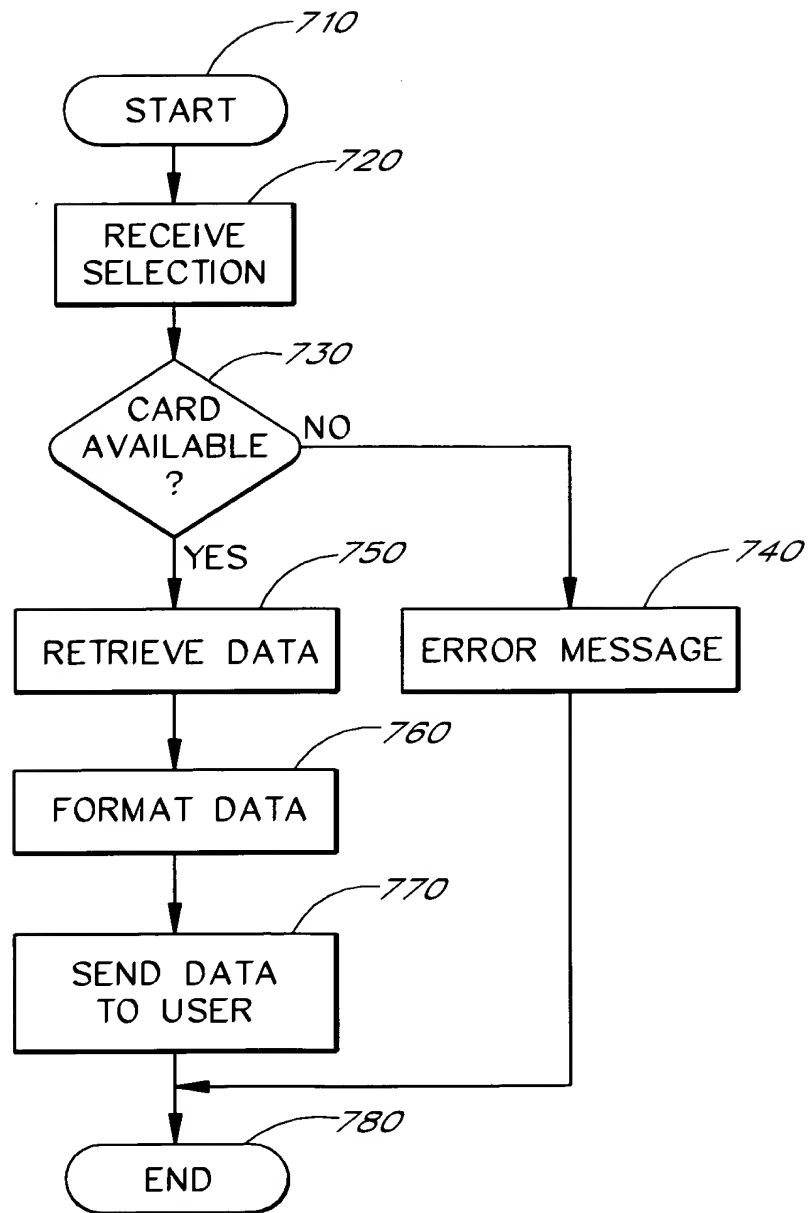 710
START
720
RECEIVE
SELECTION
730
CARD
AVAILABLE
?
NO
YES
750
RETRIEVE DATA
740
ERROR MESSAGE
760
FORMAT DATA
770
SEND DATA
TO USER
780
END